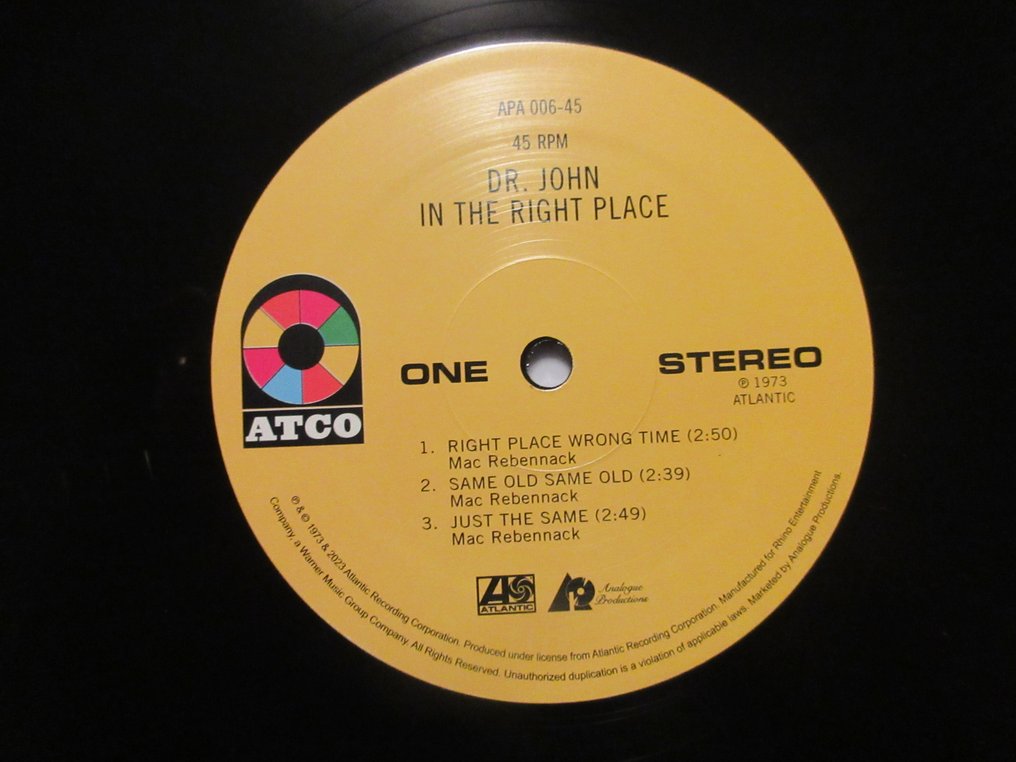 APA 006-45
45 RPM
DR. JOHN
IN THE RIGHT PLACE
ATCO
ONE
STEREO
℗ 1973
ATLANTIC
1. RIGHT PLACE WRONG TIME (2:50)
Mac Rebennack
2. SAME OLD SAME OLD (2:39)
Mac Rebennack
3. JUST THE SAME (2:49)
Mac Rebennack
ATLANTIC
Analogue
Productions
℗ & © 1973 & 2023 Atlantic Recording Corporation. Produced under license from Atlantic Recording Corporation. Manufactured for Rhino Entertainment
Company, a Warner Music Group Company. All Rights Reserved. Unauthorized duplication is a violation of applicable laws. Marketed by Analogue Productions.